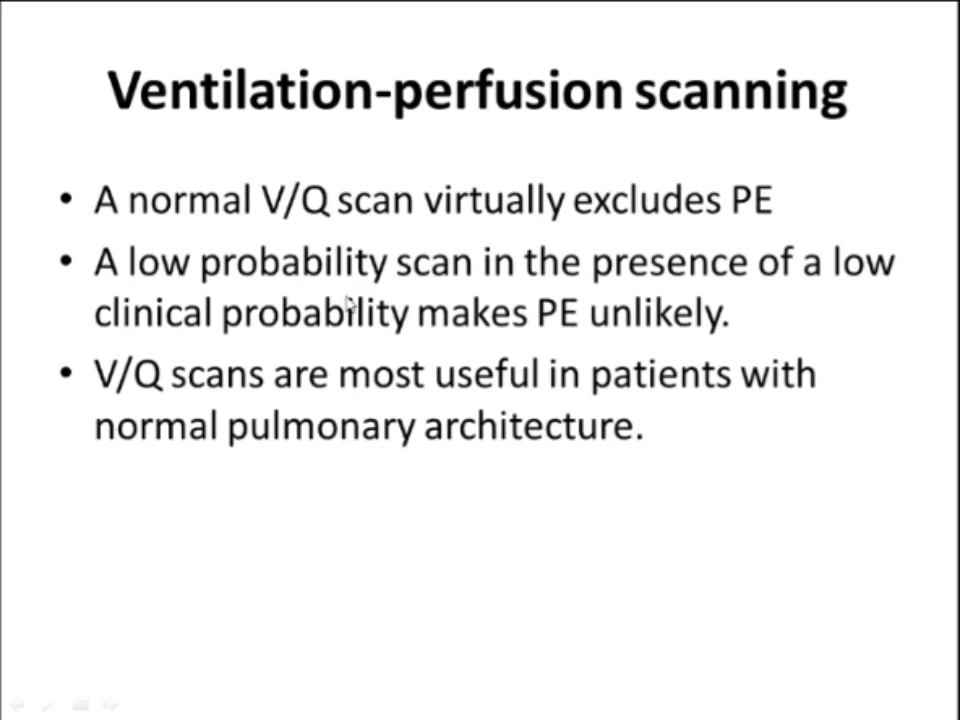 Ventilation-perfusion scanning
• A normal V/Q scan virtually excludes PE
• A low probability scan in the presence of a low
clinical probability makes PE unlikely.
• V/Q scans are most useful in patients with
normal pulmonary architecture.